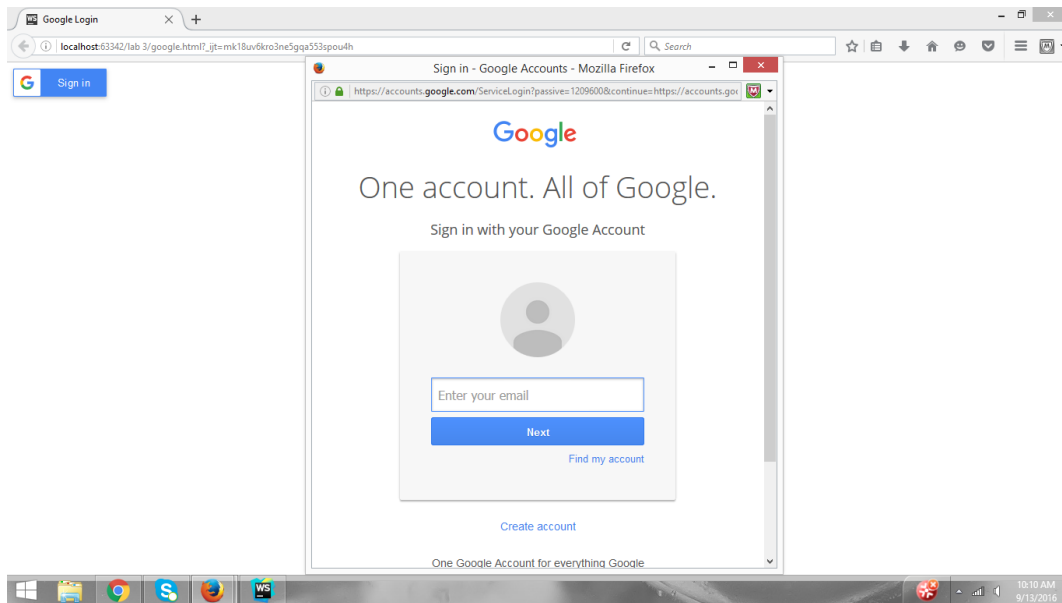 WS Google Login
localhost:63342/lab 3/google.html?_ijt=mk18uv6kro3ne5gqa553spou4h
Search
G Sign in
Sign in - Google Accounts - Mozilla Firefox
https://accounts.google.com/ServiceLogin?passive=1209600&continue=https://accounts.goo
Google
One account. All of Google.
Sign in with your Google Account
Enter your email
Next
Find my account
Create account
One Google Account for everything Google
S
WS
10:10 AM
9/13/2016